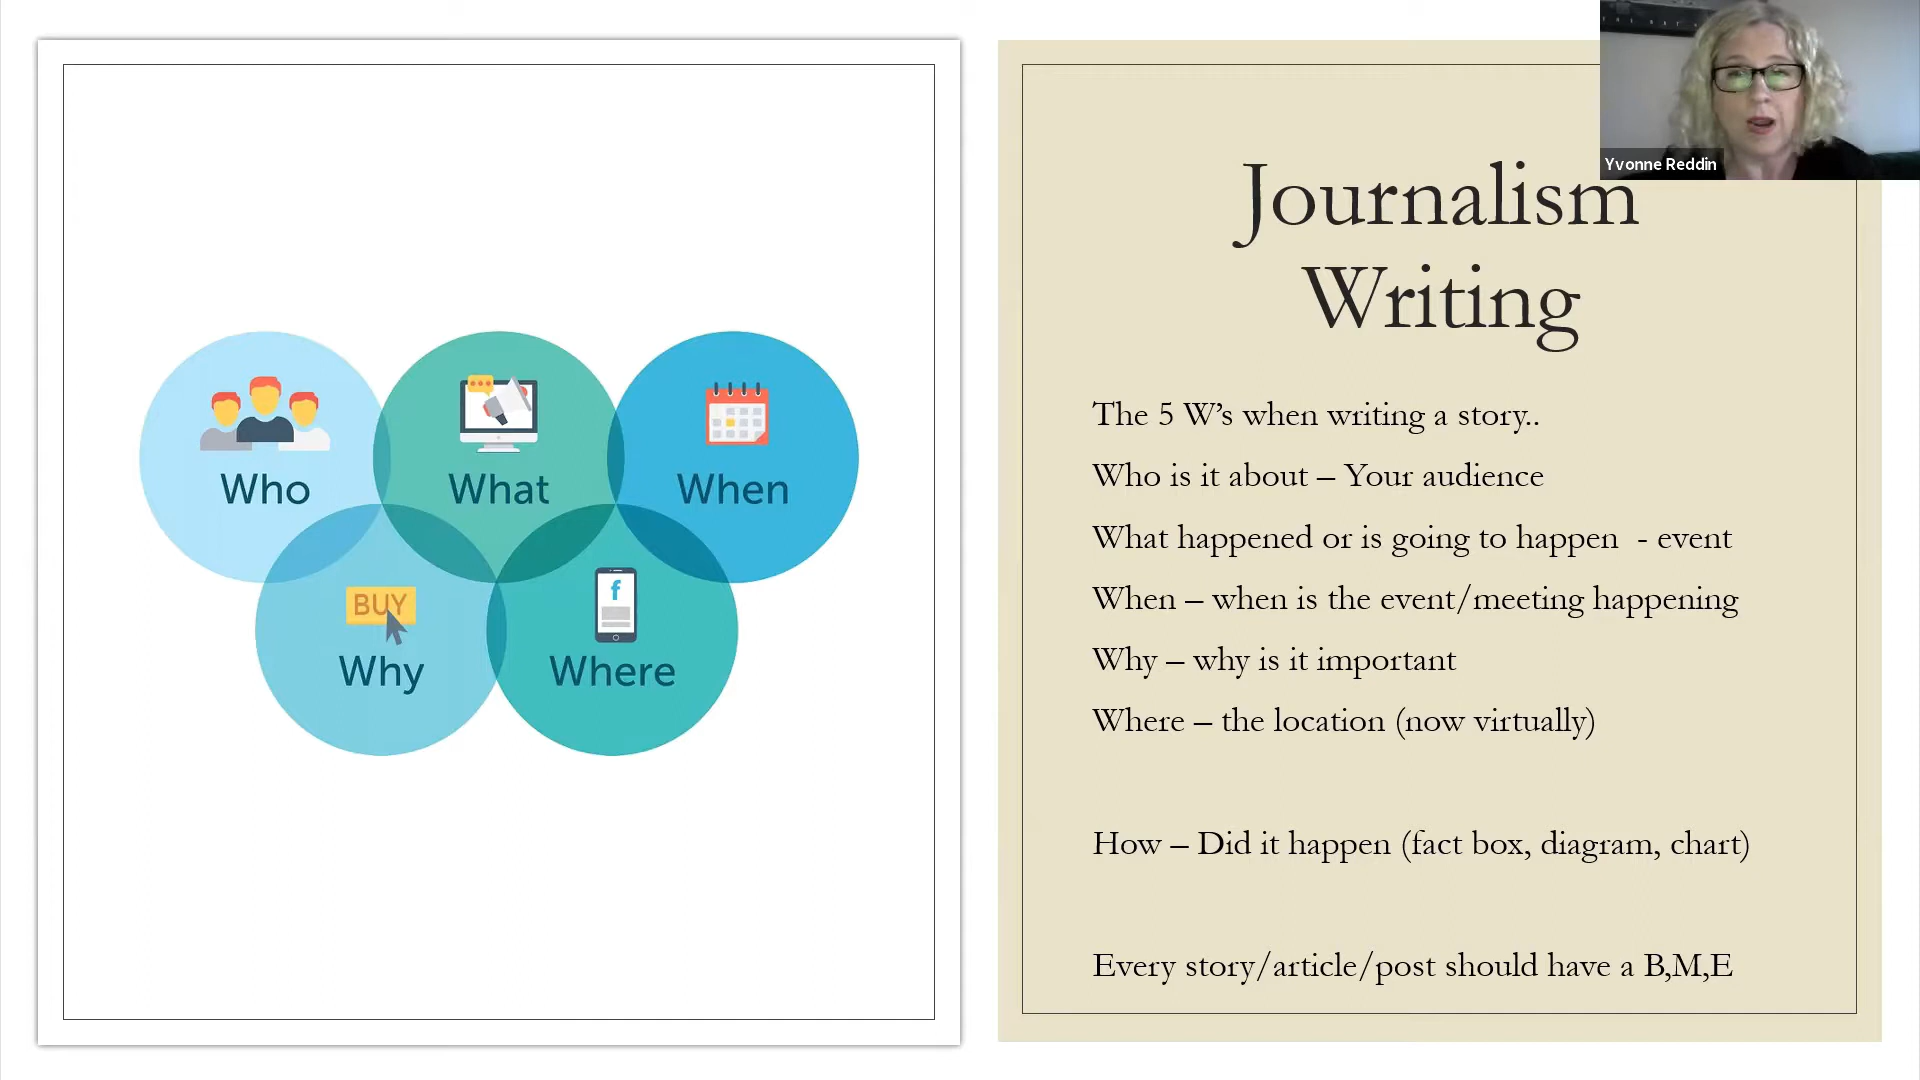 Who
What
When
BUY
f
Why
Where
Yvonne Reddin
Journalism
Writing
The 5 W’s when writing a story..
Who is it about – Your audience
What happened or is going to happen  - event
When – when is the event/meeting happening
Why – why is it important
Where – the location (now virtually)
How – Did it happen (fact box, diagram, chart)
Every story/article/post should have a B,M,E